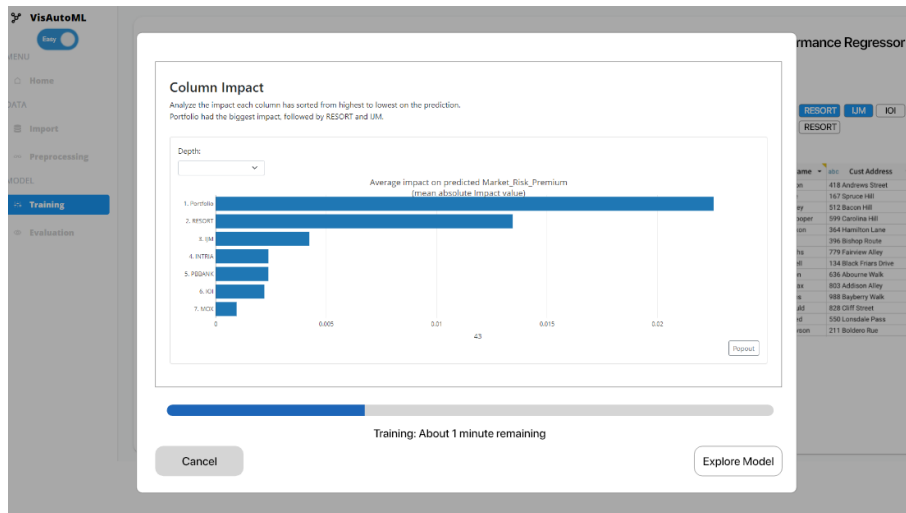 VisAutoML
Easy
MENU
Home
DATA
Import
Preprocessing
MODEL
Training
Evaluation
Column Impact
Analyze the impact each column has sorted from highest to lowest on the prediction.
Portfolio had the biggest impact, followed by RESORT and IJM.
Depth:
Average impact on predicted Market_Risk_Premium
(mean absolute Impact value)
1. Portfolio
2. RESORT
3. IJM
4. INTRIA
5. PBBANK
6. IOI
7. MOX
0 0.005 0.01 0.015 0.02
43
Popout
Training: About 1 minute remaining
Cancel
Explore Model
rmance Regressor
RESORT IJM IOI
RESORT
ame abc Cust Address
418 Andrews Street
167 Spruce Hill
ey 512 Bacon Hill
ooper 599 Carolina Hill
son 364 Hamilton Lane
396 Bishop Route
779 Fairview Alley
134 Black Friars Drive
636 Abourne Walk
803 Addison Alley
988 Bayberry Walk
828 Cliff Street
550 Lonsdale Pass
211 Boldero Rue